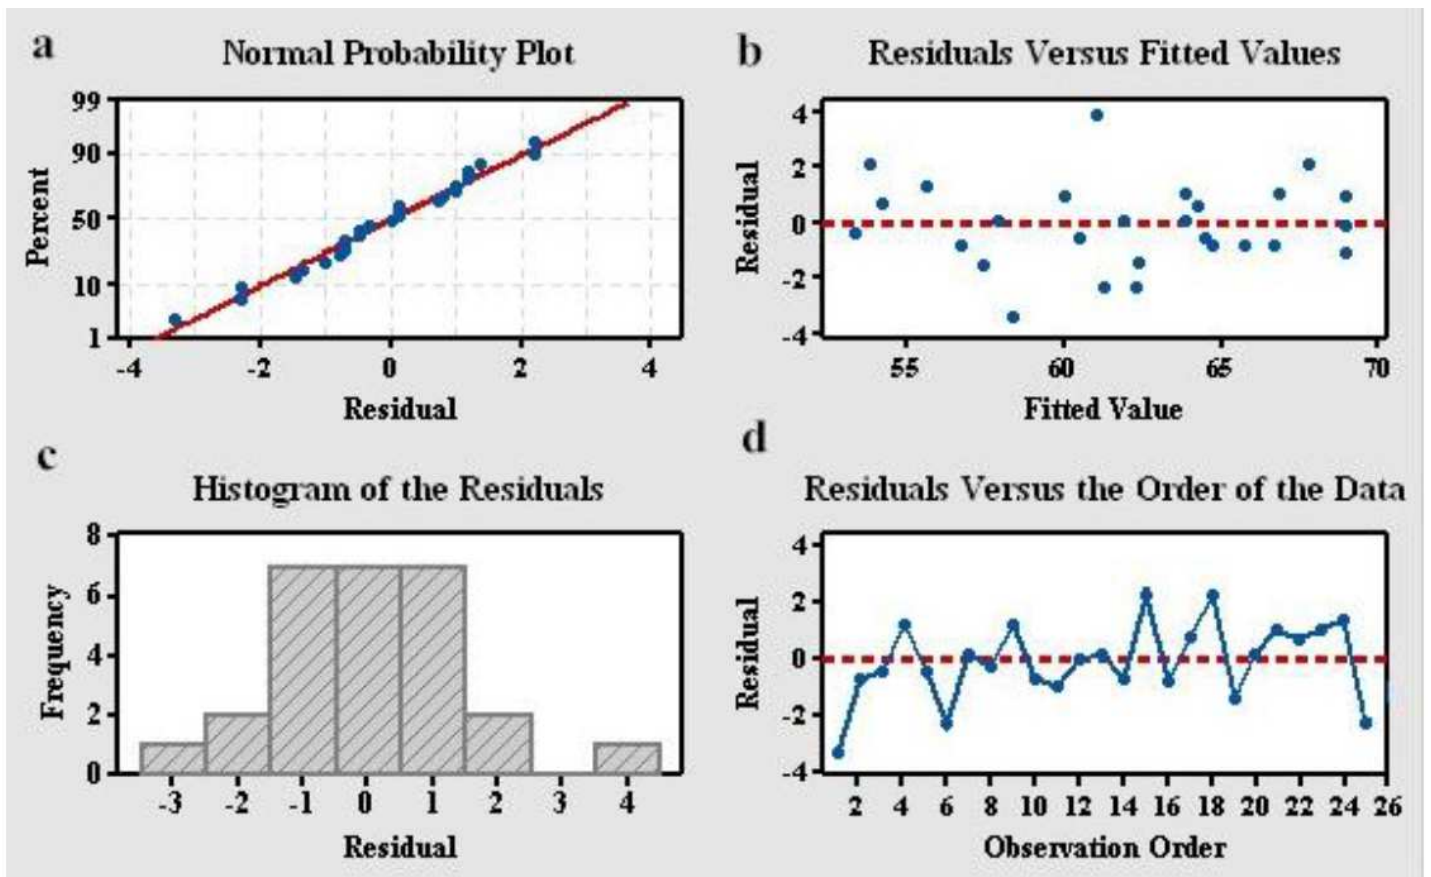 a
Normal Probability Plot
99
90
50
10
1
Percent
-4 -2 0 2 4
Residual
b
Residuals Versus Fitted Values
4
2
0
-2
-4
Residual
55 60 65 70
Fitted Value
c
Histogram of the Residuals
8
6
4
2
0
Frequency
-3 -2 -1 0 1 2 3 4
Residual
d
Residuals Versus the Order of the Data
4
2
0
-2
-4
Residual
2 4 6 8 10 12 14 16 18 20 22 24 26
Observation Order